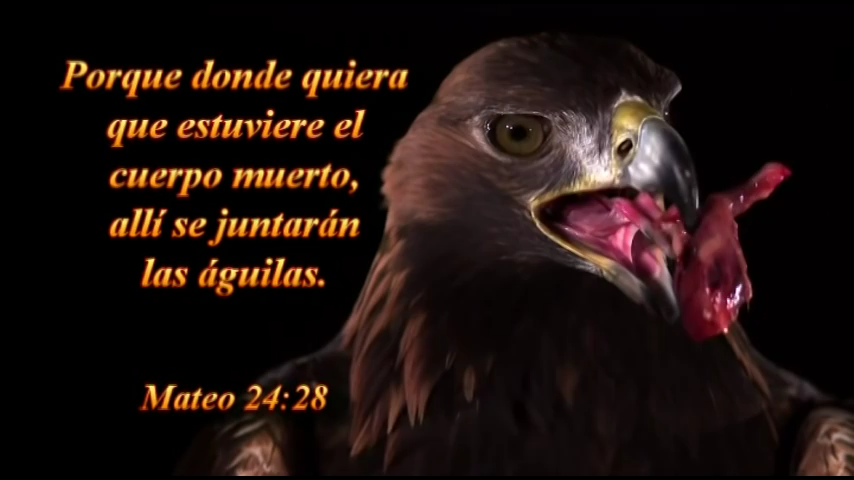 Porque donde quiera
que estuviere el
cuerpo muerto,
allí se juntarán
las águilas.
Mateo 24:28